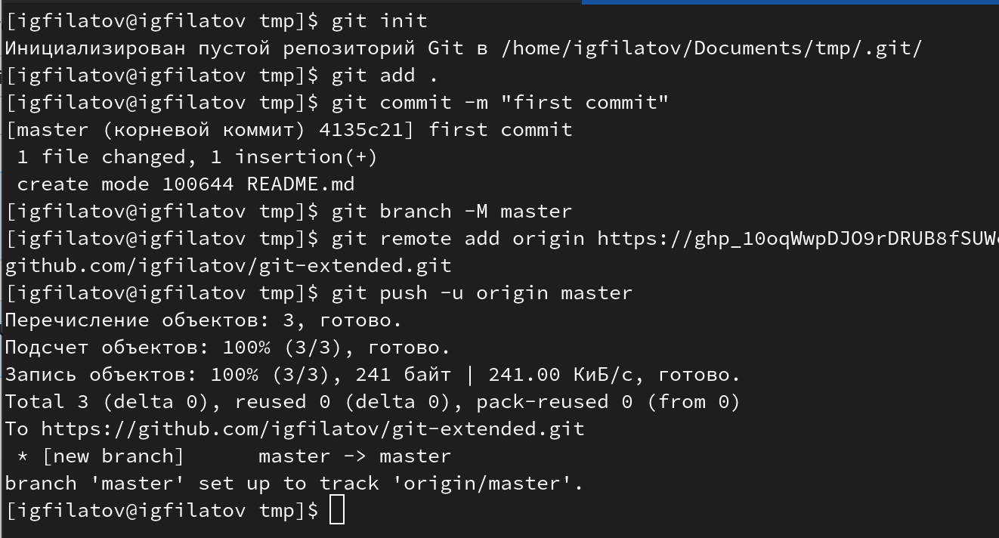 [igfilatov@igfilatov tmp]$ git init
Инициализирован пустой репозиторий Git в /home/igfilatov/Documents/tmp/.git/
[igfilatov@igfilatov tmp]$ git add .
[igfilatov@igfilatov tmp]$ git commit -m "first commit"
[master (корневой коммит) 4135c21] first commit
1 file changed, 1 insertion(+)
create mode 100644 README.md
[igfilatov@igfilatov tmp]$ git branch -M master
[igfilatov@igfilatov tmp]$ git remote add origin https://ghp_10oqWwpDJO9rDRUB8fSUW
github.com/igfilatov/git-extended.git
[igfilatov@igfilatov tmp]$ git push -u origin master
Перечисление объектов: 3, готово.
Подсчет объектов: 100% (3/3), готово.
Запись объектов: 100% (3/3), 241 байт | 241.00 КиБ/с, готово.
Total 3 (delta 0), reused 0 (delta 0), pack-reused 0 (from 0)
To https://github.com/igfilatov/git-extended.git
* [new branch]      master -> master
branch 'master' set up to track 'origin/master'.
[igfilatov@igfilatov tmp]$